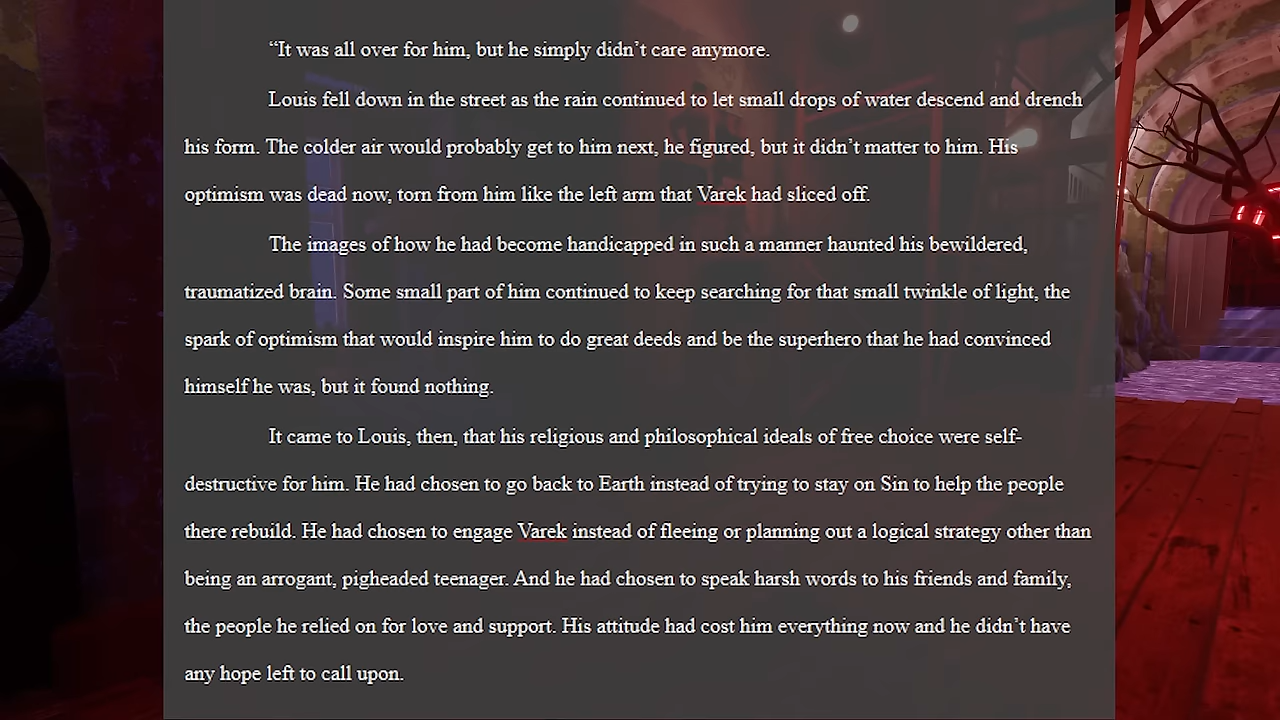 “It was all over for him, but he simply didn’t care anymore.
Louis fell down in the street as the rain continued to let small drops of water descend and drench
his form. The colder air would probably get to him next, he figured, but it didn’t matter to him. His
optimism was dead now, torn from him like the left arm that Varek had sliced off.
The images of how he had become handicapped in such a manner haunted his bewildered,
traumatized brain. Some small part of him continued to keep searching for that small twinkle of light, the
spark of optimism that would inspire him to do great deeds and be the superhero that he had convinced
himself he was, but it found nothing.
It came to Louis, then, that his religious and philosophical ideals of free choice were self-
destructive for him. He had chosen to go back to Earth instead of trying to stay on Sin to help the people
there rebuild. He had chosen to engage Varek instead of fleeing or planning out a logical strategy other than
being an arrogant, pigheaded teenager. And he had chosen to speak harsh words to his friends and family,
the people he relied on for love and support. His attitude had cost him everything now and he didn’t have
any hope left to call upon.